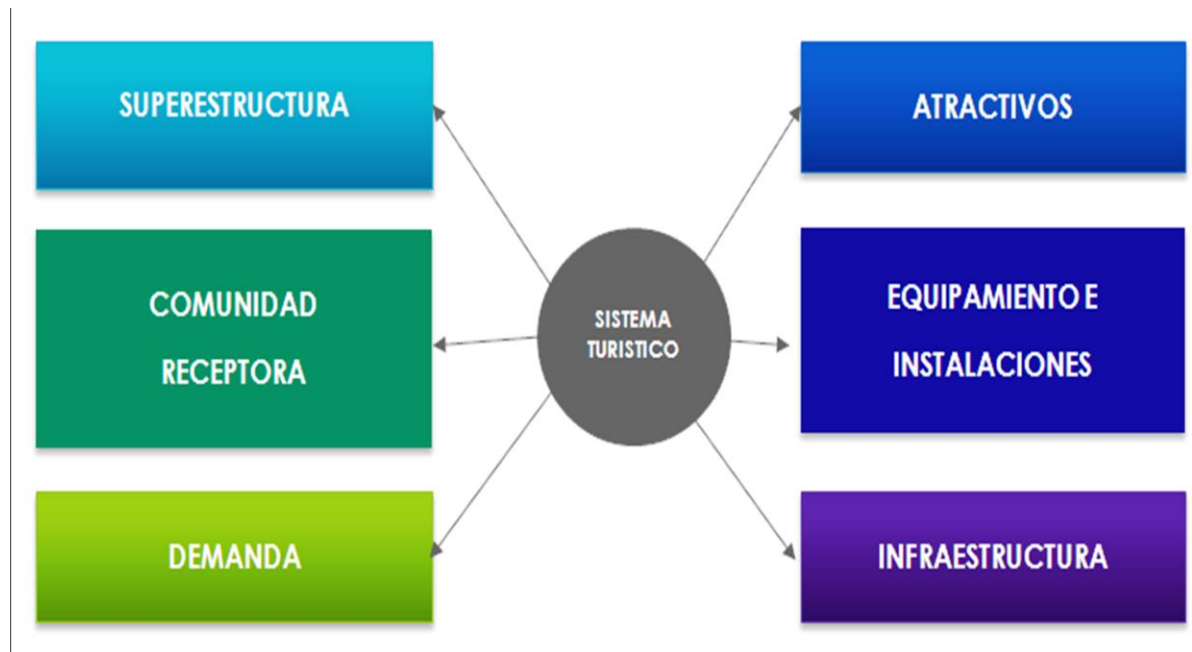 SUPERESTRUCTURA
ATRACTIVOS
COMUNIDAD
RECEPTORA
SISTEMA
TURISTICO
EQUIPAMIENTO E
INSTALACIONES
DEMANDA
INFRAESTRUCTURA